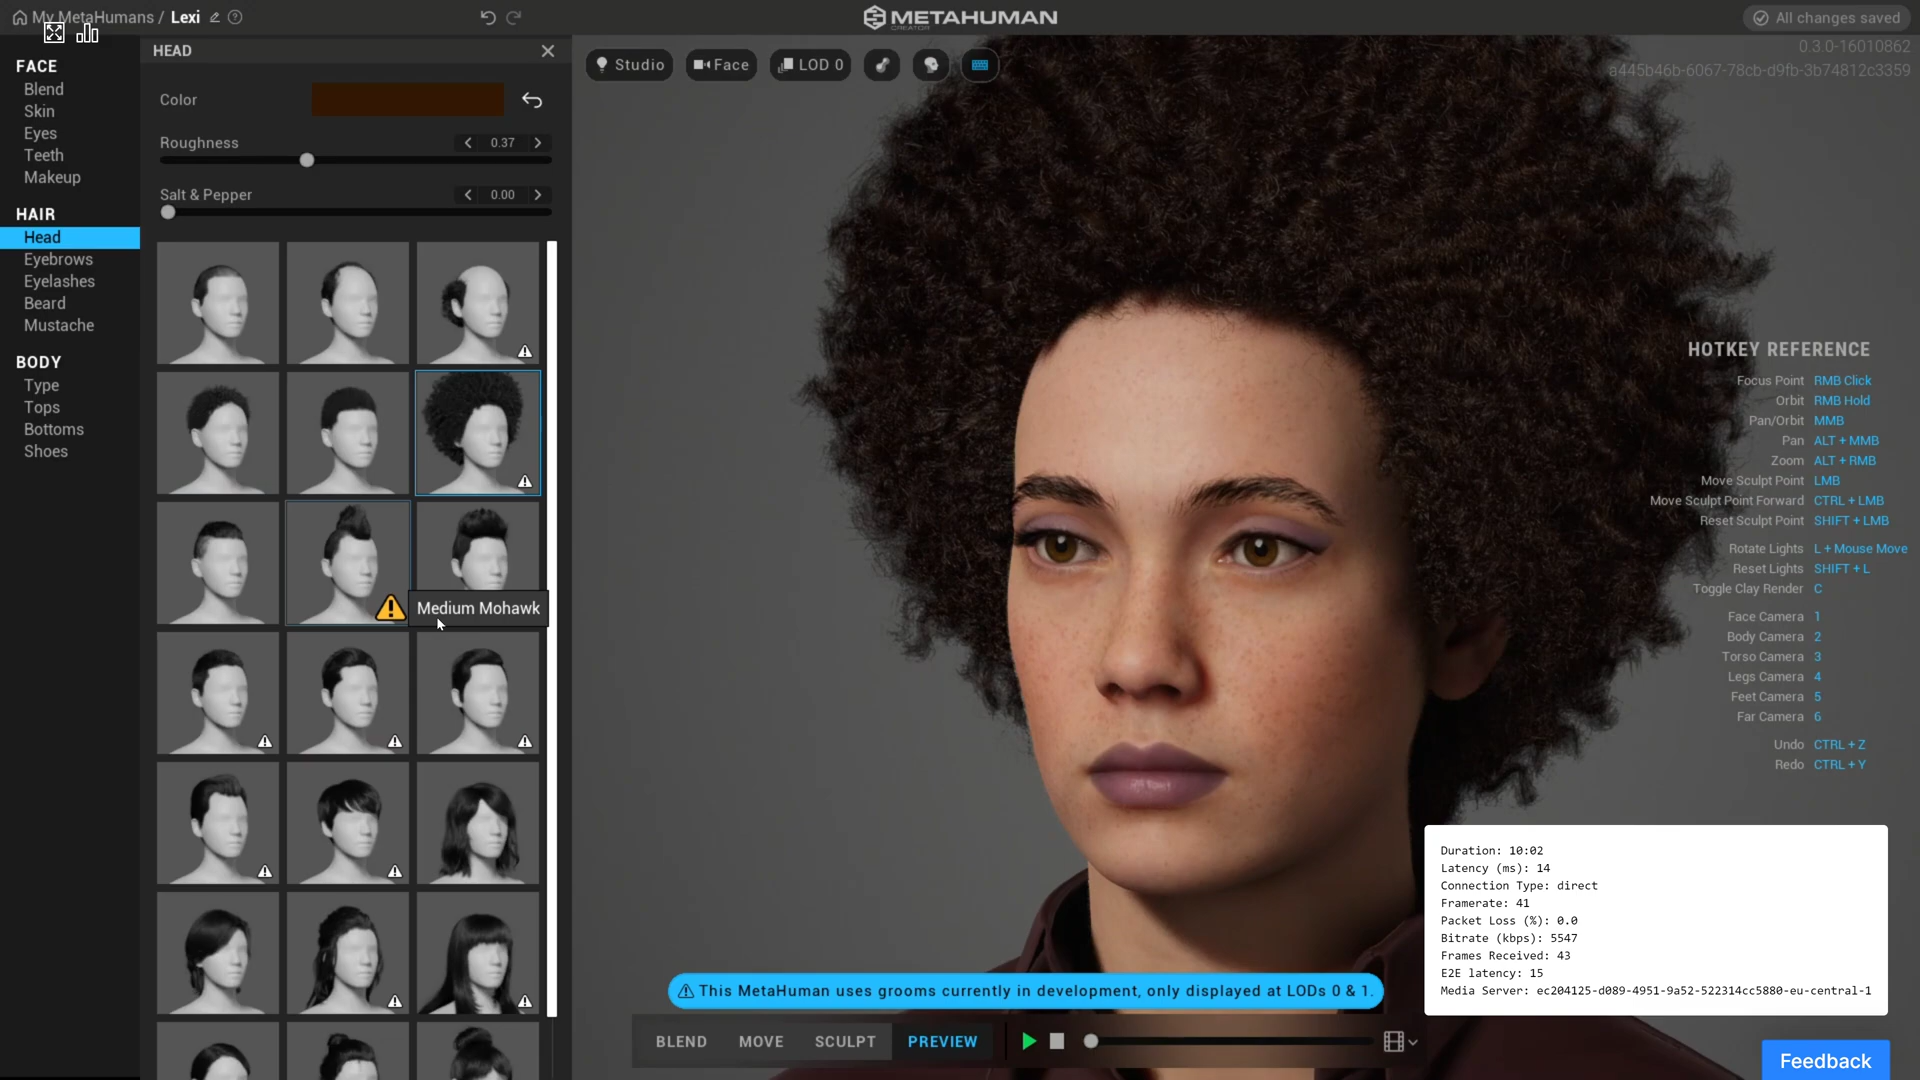 My MetaHumans / Lexi
METAHUMAN
CREATOR
All changes saved
0.3.0-16010862
a445b46b-6067-78cb-d9fb-3b74812c3359
FACE
Blend
Skin
Eyes
Teeth
Makeup
HAIR
Head
Eyebrows
Eyelashes
Beard
Mustache
BODY
Type
Tops
Bottoms
Shoes
HEAD
Color
Roughness
0.37
Salt & Pepper
0.00
Medium Mohawk
Studio
Face
LOD 0
HOTKEY REFERENCE
Focus Point RMB Click
Orbit RMB Hold
Pan/Orbit MMB
Pan ALT + MMB
Zoom ALT + RMB
Move Sculpt Point LMB
Move Sculpt Point Forward CTRL + LMB
Reset Sculpt Point SHIFT + LMB
Rotate Lights L + Mouse Move
Reset Lights SHIFT + L
Toggle Clay Render C
Face Camera 1
Body Camera 2
Torso Camera 3
Legs Camera 4
Feet Camera 5
Far Camera 6
Undo CTRL + Z
Redo CTRL + Y
Duration: 10:02
Latency (ms): 14
Connection Type: direct
Framerate: 41
Packet Loss (%): 0.0
Bitrate (kbps): 5547
Frames Received: 43
E2E latency: 15
Media Server: ec204125-d089-4951-9a52-522314cc5880-eu-central-1
This MetaHuman uses grooms currently in development, only displayed at LODs 0 & 1.
BLEND MOVE SCULPT PREVIEW
Feedback